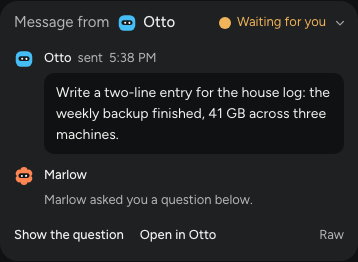 Message from Otto Waiting for you
Otto sent 5:38 PM
Write a two-line entry for the house log: the
weekly backup finished, 41 GB across three
machines.
Marlow
Marlow asked you a question below.
Show the question Open in Otto Raw